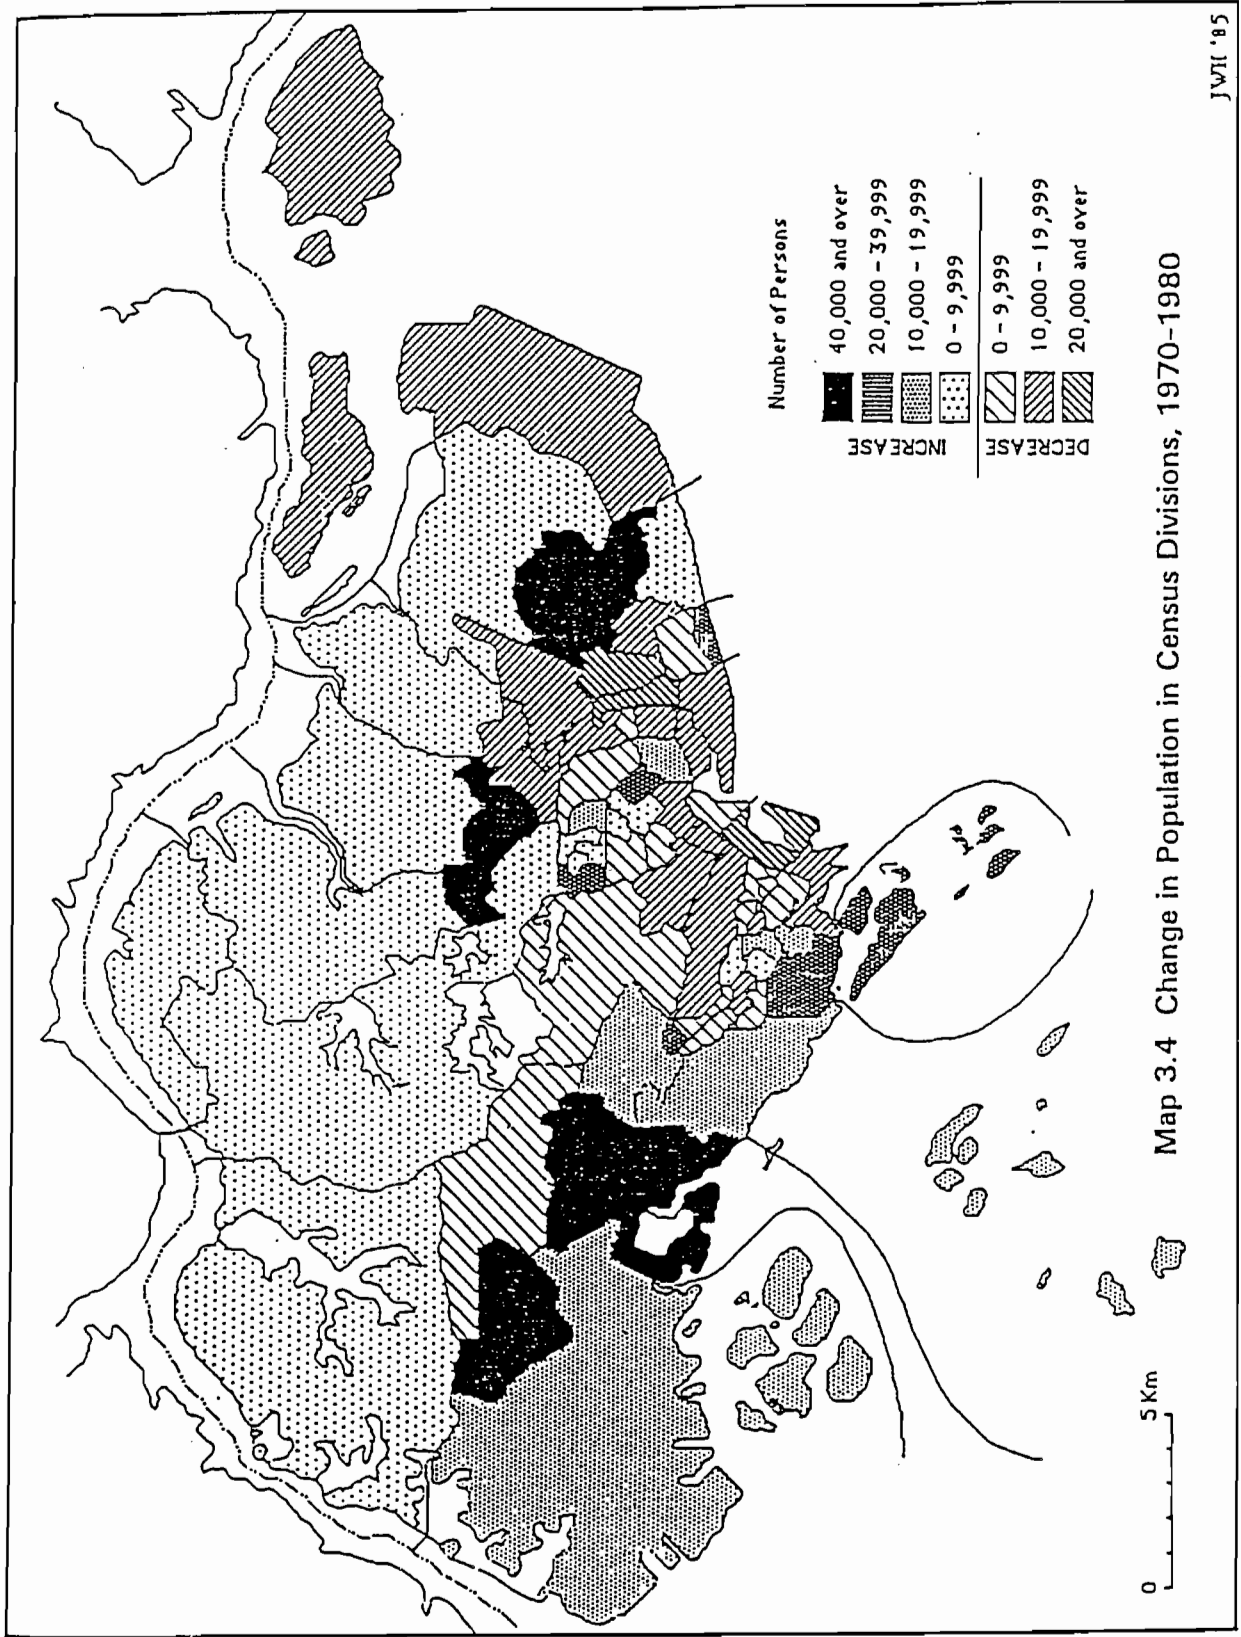 Number of Persons
INCREASE
40,000 and over
20,000 – 39,999
10,000 – 19,999
0 – 9,999
DECREASE
0 – 9,999
10,000 – 19,999
20,000 and over
0 5 Km
Map 3.4 Change in Population in Census Divisions, 1970–1980
JWH '85